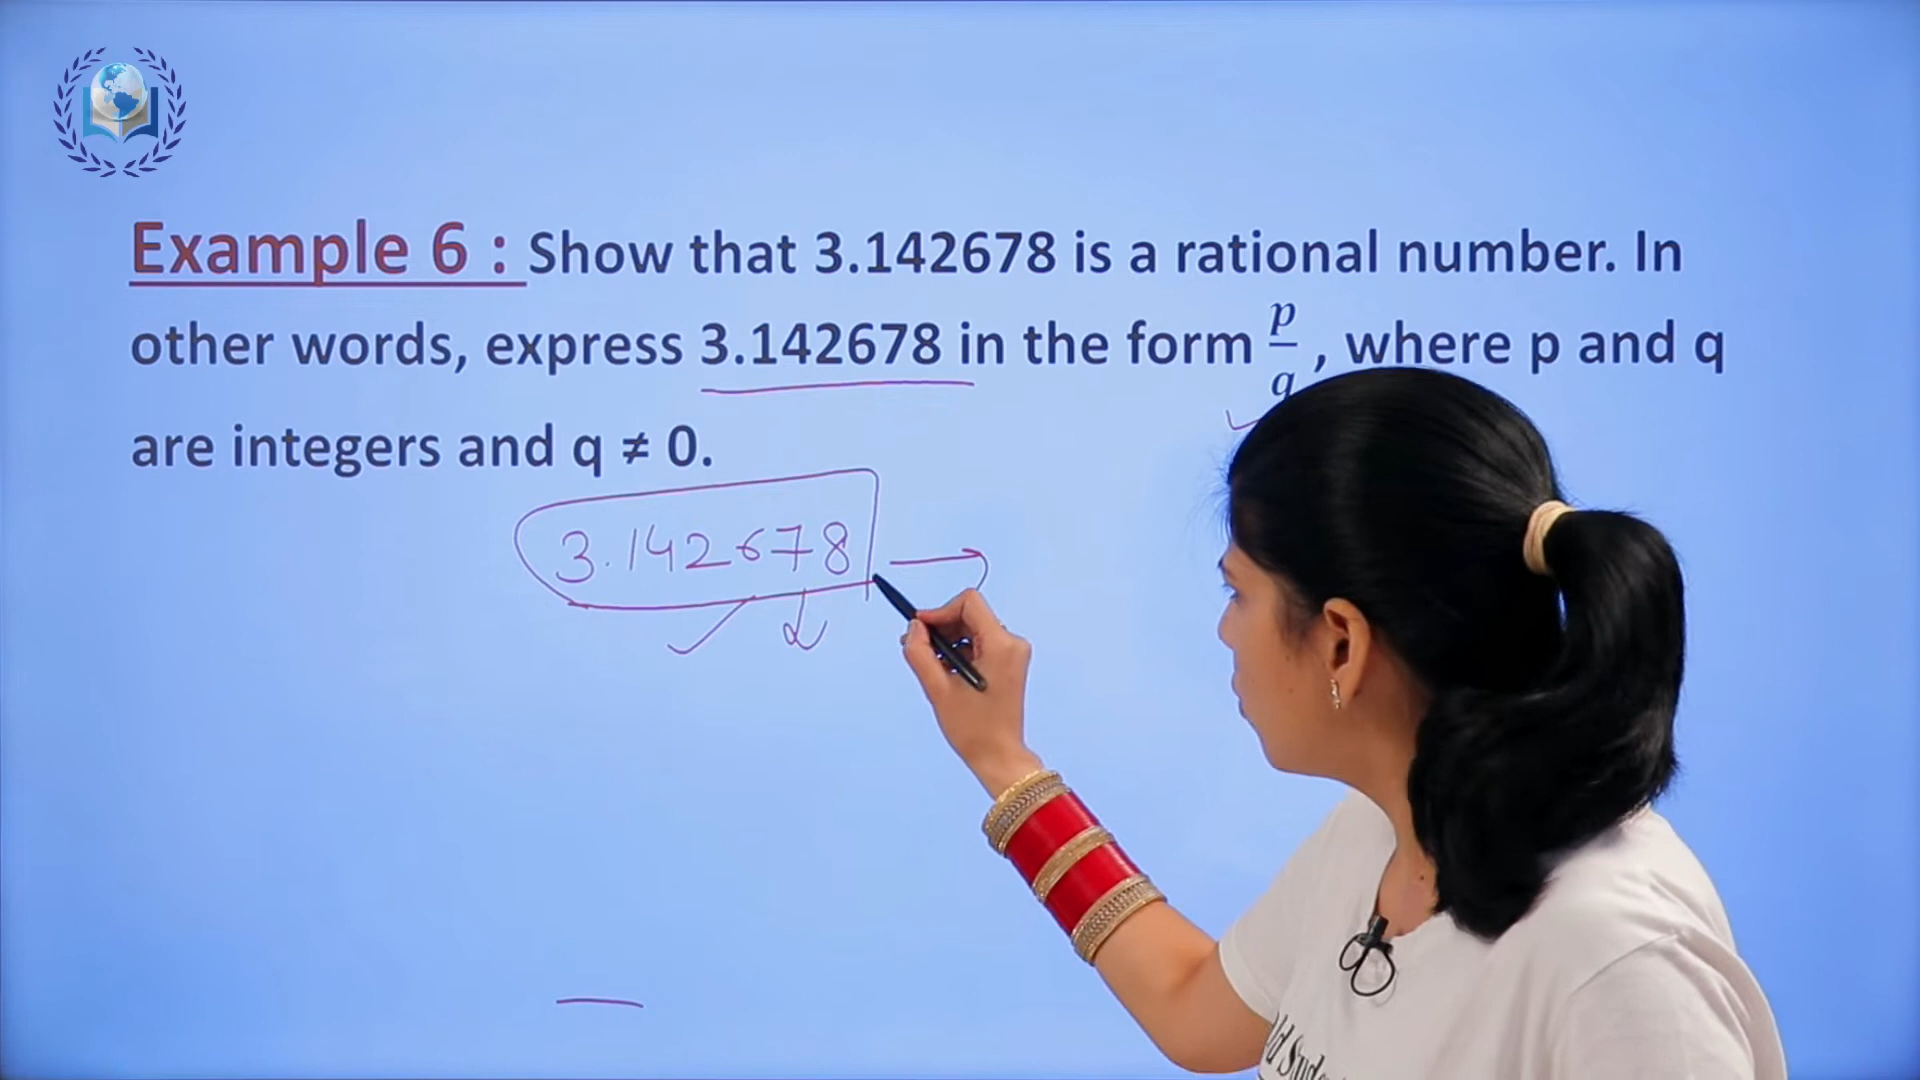 Example 6 : Show that 3.142678 is a rational number. In
other words, express 3.142678 in the form p/q , where p and q
are integers and q ≠ 0.
3.142678